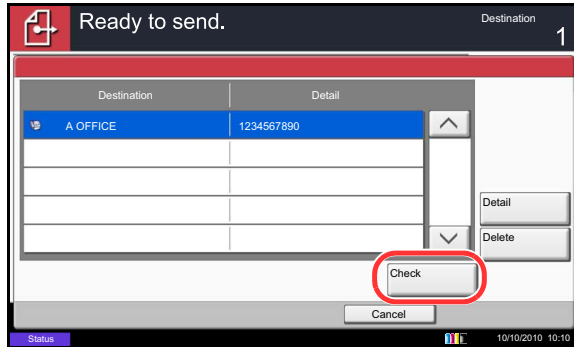 Ready to send.
Destination
1
Destination Detail
A OFFICE 1234567890
Detail
Delete
Check
Cancel
Status 10/10/2010 10:10